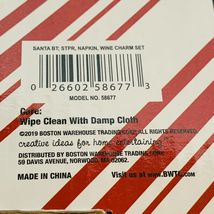 SANTA BT; STPR, NAPKIN, WINE CHARM SET
0 26602 58677 3
MODEL NO. 58677
Care:
Wipe Clean With Damp Cloth
©2019 BOSTON WAREHOUSE TRADING CORP. ALL RIGHTS RESERVED.
creative ideas for home entertaining
DISTRIBUTED BY BOSTON WAREHOUSE TRADING CORP.
59 DAVIS AVENUE, NORWOOD, MA 02062.
MADE IN CHINA
Visit us at www.BWTC.